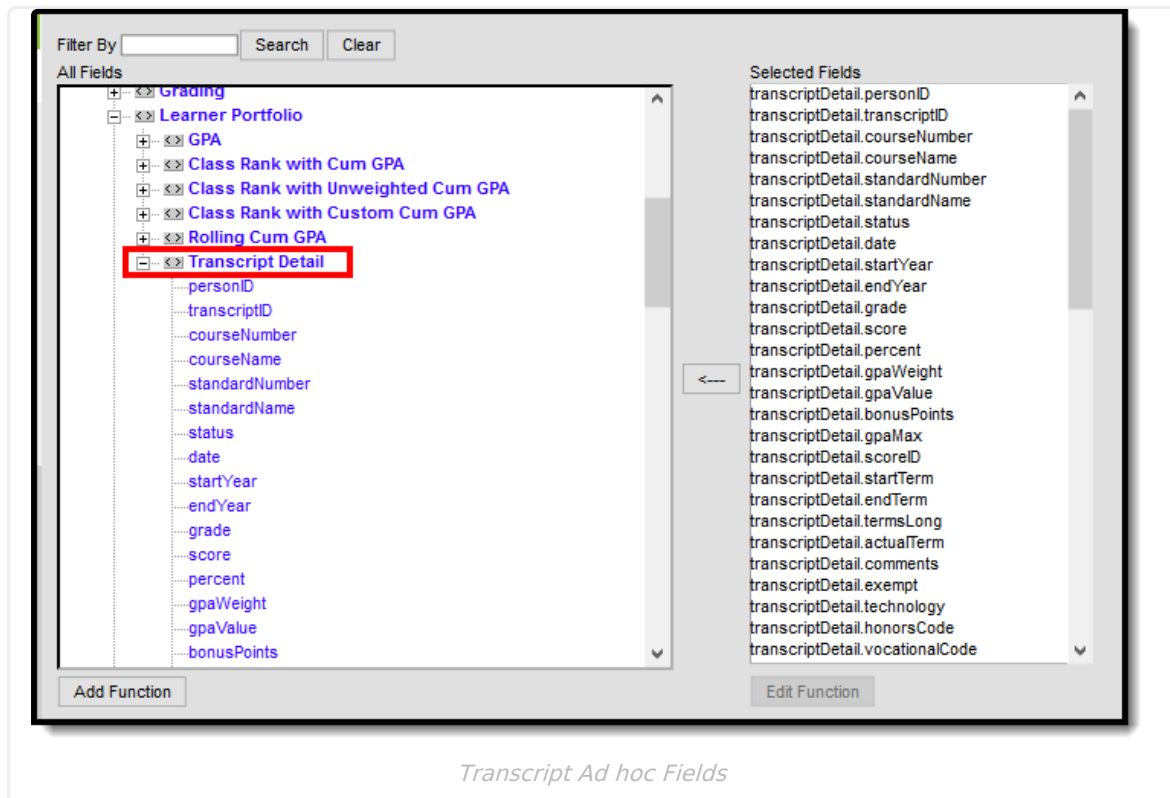 Filter By Search Clear
All Fields
Grading
Learner Portfolio
GPA
Class Rank with Cum GPA
Class Rank with Unweighted Cum GPA
Class Rank with Custom Cum GPA
Rolling Cum GPA
Transcript Detail
personID
transcriptID
courseNumber
courseName
standardNumber
standardName
status
date
startYear
endYear
grade
score
percent
gpaWeight
gpaValue
bonusPoints
Add Function
<---
Selected Fields
transcriptDetail.personID
transcriptDetail.transcriptID
transcriptDetail.courseNumber
transcriptDetail.courseName
transcriptDetail.standardNumber
transcriptDetail.standardName
transcriptDetail.status
transcriptDetail.date
transcriptDetail.startYear
transcriptDetail.endYear
transcriptDetail.grade
transcriptDetail.score
transcriptDetail.percent
transcriptDetail.gpaWeight
transcriptDetail.gpaValue
transcriptDetail.bonusPoints
transcriptDetail.gpaMax
transcriptDetail.scoreID
transcriptDetail.startTerm
transcriptDetail.endTerm
transcriptDetail.termsLong
transcriptDetail.actualTerm
transcriptDetail.comments
transcriptDetail.exempt
transcriptDetail.technology
transcriptDetail.honorsCode
transcriptDetail.vocationalCode
Edit Function
Transcript Ad hoc Fields